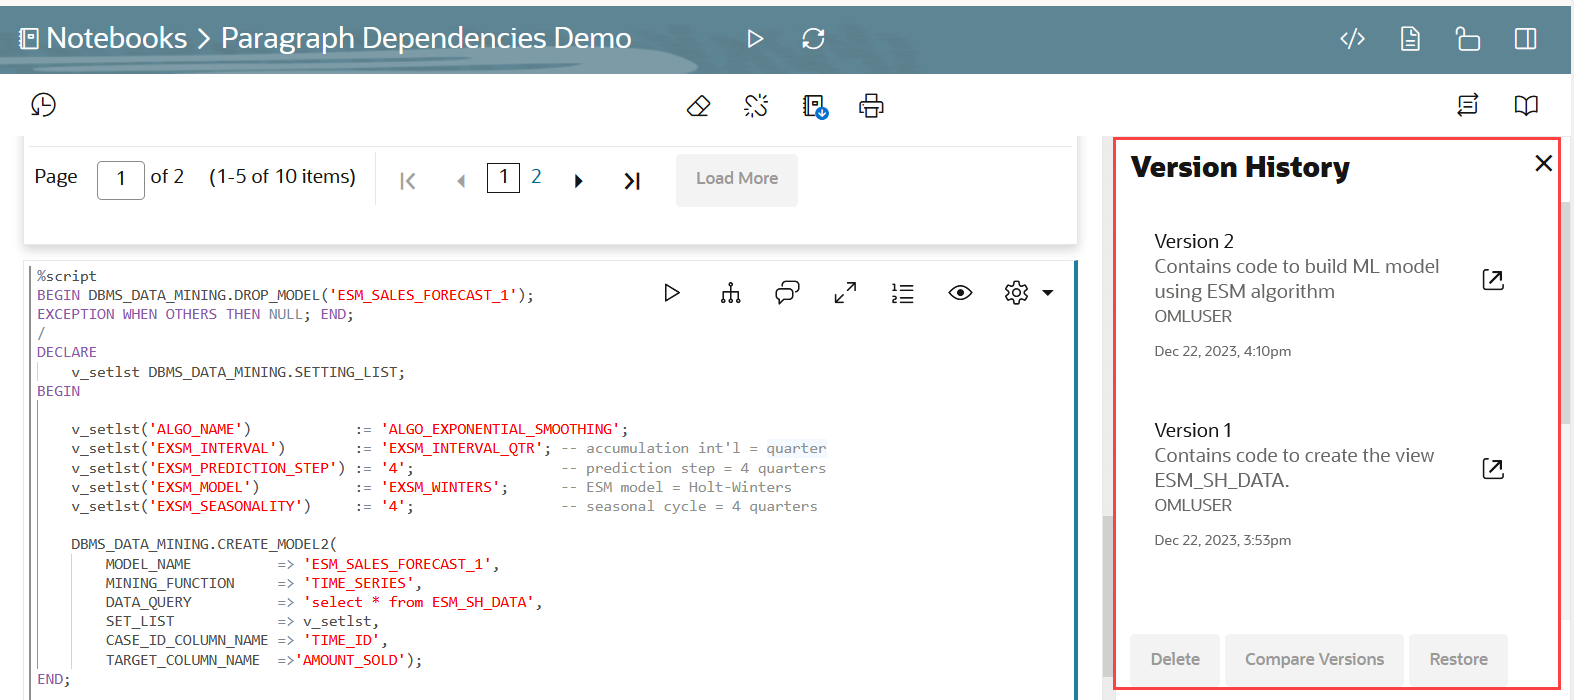 Notebooks > Paragraph Dependencies Demo
Page 1 of 2 (1-5 of 10 items) 1 2 Load More
%script
BEGIN DBMS_DATA_MINING.DROP_MODEL('ESM_SALES_FORECAST_1');
EXCEPTION WHEN OTHERS THEN NULL; END;
/
DECLARE
    v_setlst DBMS_DATA_MINING.SETTING_LIST;
BEGIN
    v_setlst('ALGO_NAME')            := 'ALGO_EXPONENTIAL_SMOOTHING';
    v_setlst('EXSM_INTERVAL')        := 'EXSM_INTERVAL_QTR'; -- accumulation int'l = quarter
    v_setlst('EXSM_PREDICTION_STEP') := '4';                 -- prediction step = 4 quarters
    v_setlst('EXSM_MODEL')           := 'EXSM_WINTERS';      -- ESM model = Holt-Winters
    v_setlst('EXSM_SEASONALITY')     := '4';                 -- seasonal cycle = 4 quarters
    DBMS_DATA_MINING.CREATE_MODEL2(
        MODEL_NAME          => 'ESM_SALES_FORECAST_1',
        MINING_FUNCTION     => 'TIME_SERIES',
        DATA_QUERY          => 'select * from ESM_SH_DATA',
        SET_LIST            => v_setlst,
        CASE_ID_COLUMN_NAME => 'TIME_ID',
        TARGET_COLUMN_NAME  =>'AMOUNT_SOLD');
END;
Version History
Version 2
Contains code to build ML model
using ESM algorithm
OMLUSER
Dec 22, 2023, 4:10pm
Version 1
Contains code to create the view
ESM_SH_DATA.
OMLUSER
Dec 22, 2023, 3:53pm
Delete Compare Versions Restore